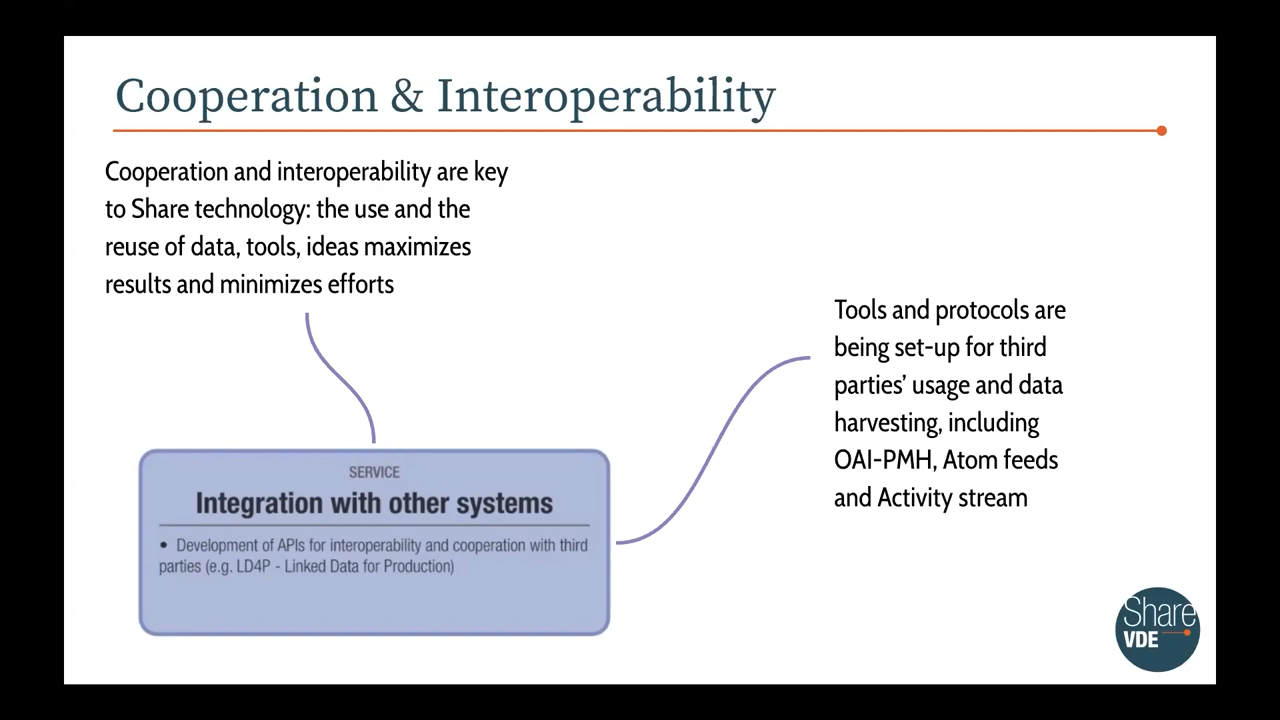 Cooperation & Interoperability
Cooperation and interoperability are key
to Share technology: the use and the
reuse of data, tools, ideas maximizes
results and minimizes efforts
Tools and protocols are
being set-up for third
parties’ usage and data
harvesting, including
OAI-PMH, Atom feeds
and Activity stream
SERVICE
Integration with other systems
• Development of APIs for interoperability and cooperation with third
parties (e.g. LD4P - Linked Data for Production)
Share
VDE